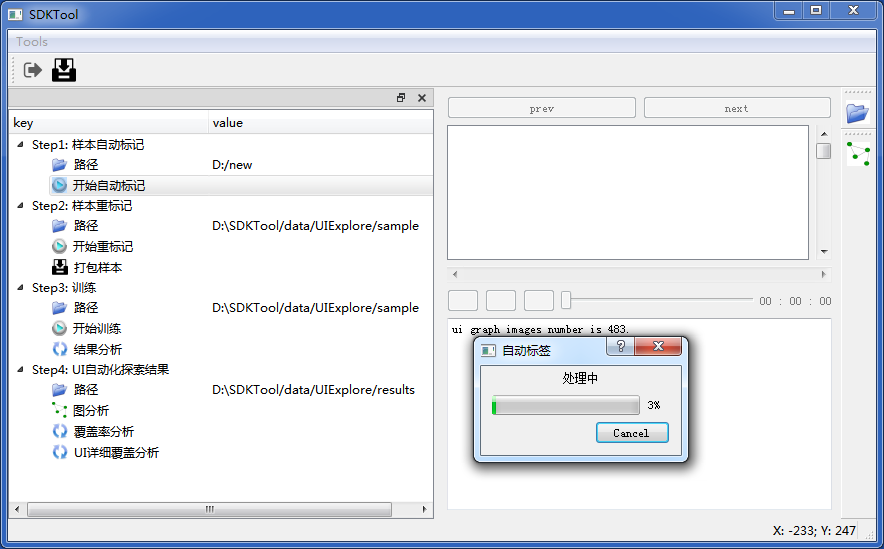 SDKTool
Tools
key value
Step1: 样本自动标记
路径 D:/new
开始自动标记
Step2: 样本重标记
路径 D:\SDKTool/data/UIExplore/sample
开始重标记
打包样本
Step3: 训练
路径 D:\SDKTool/data/UIExplore/sample
开始训练
结果分析
Step4: UI自动化探索结果
路径 D:\SDKTool/data/UIExplore/results
图分析
覆盖率分析
UI详细覆盖分析
prev next
00 : 00 : 00
ui graph images number is 483.
自动标签
处理中
3%
Cancel
X: -233; Y: 247